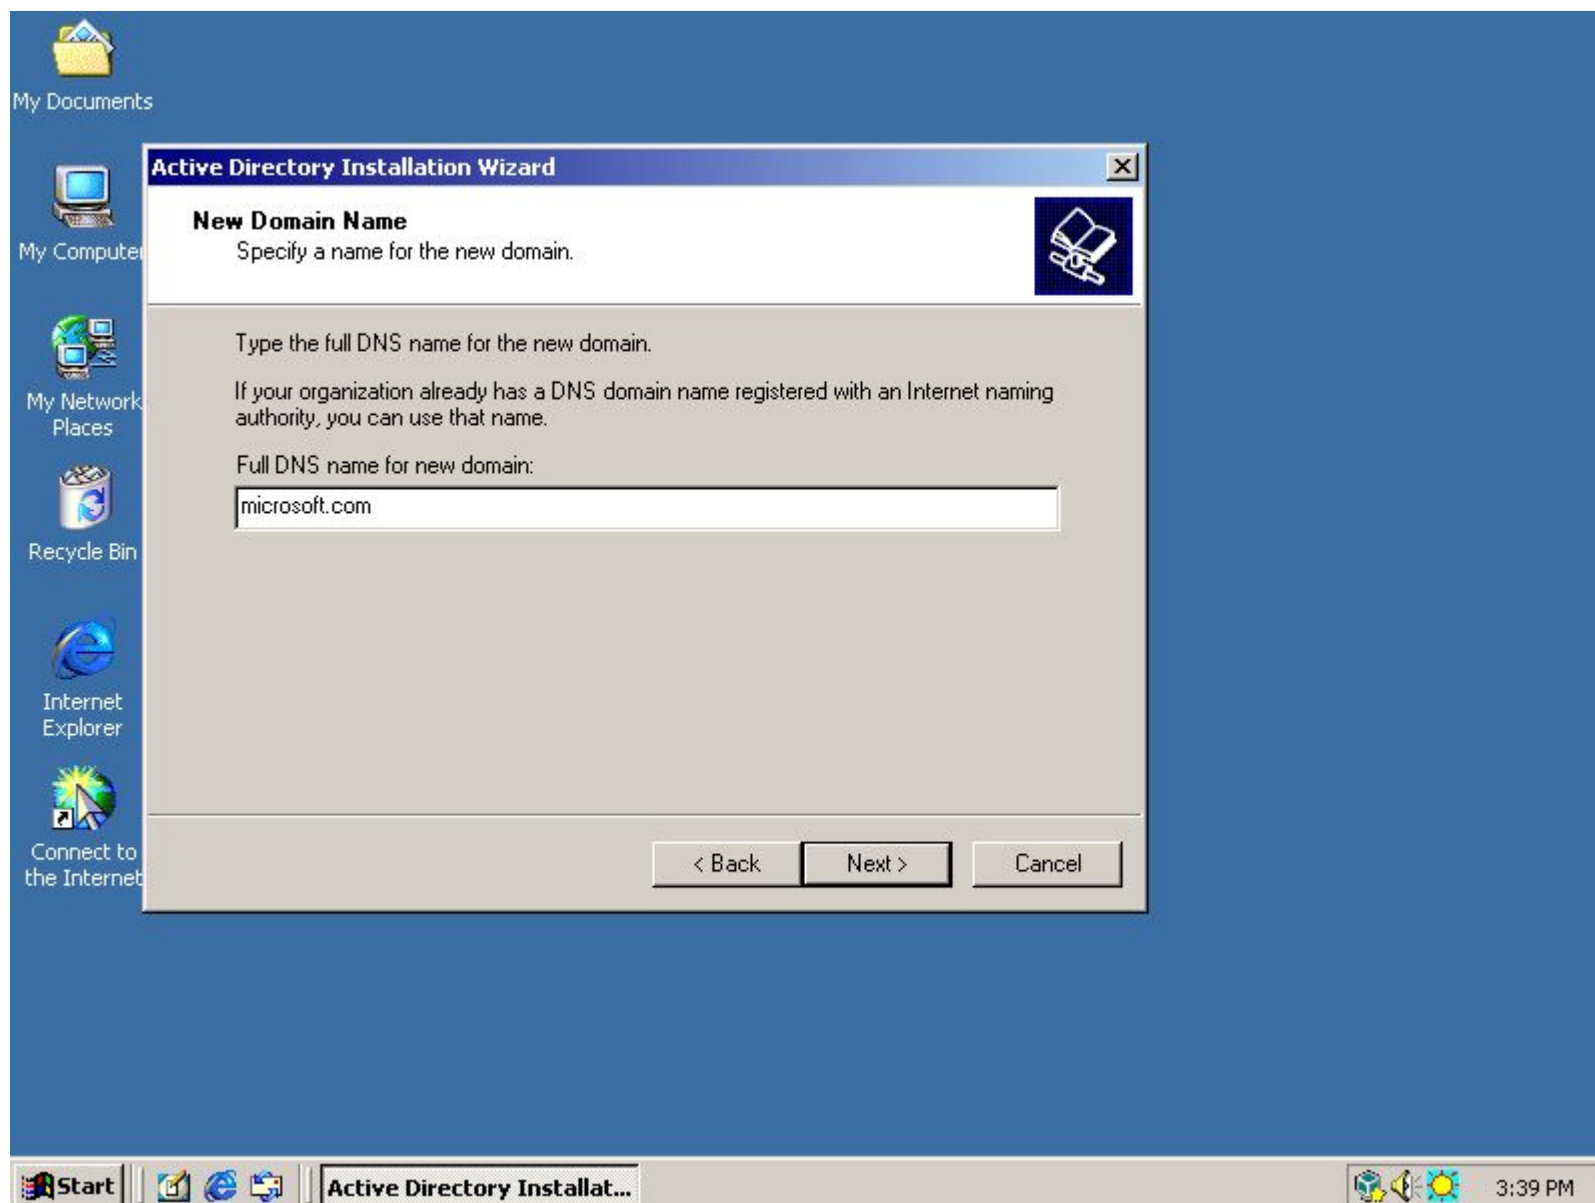 My Documents
My Computer
My Network
Places
Recycle Bin
Internet
Explorer
Connect to
the Internet
Active Directory Installation Wizard
New Domain Name
Specify a name for the new domain.
Type the full DNS name for the new domain.
If your organization already has a DNS domain name registered with an Internet naming
authority, you can use that name.
Full DNS name for new domain:
microsoft.com
< Back
Next >
Cancel
Start
Active Directory Installat...
3:39 PM